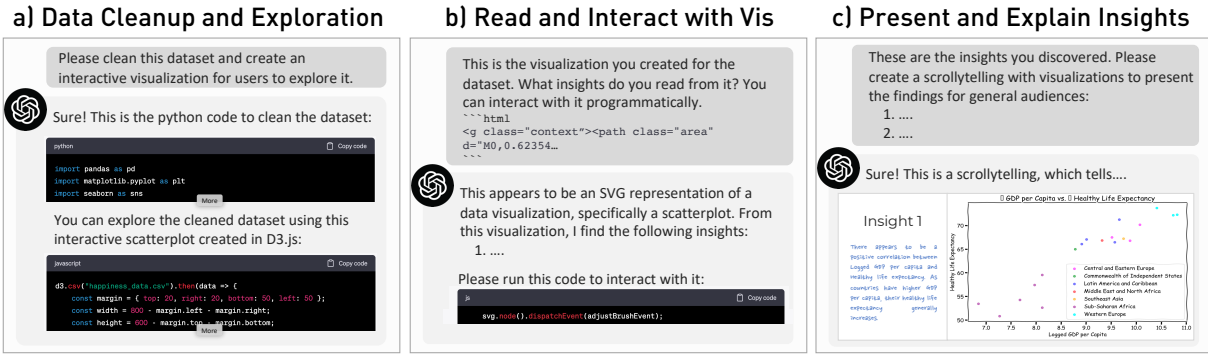 a) Data Cleanup and Exploration
Please clean this dataset and create an
interactive visualization for users to explore it.
Sure! This is the python code to clean the dataset:
python
Copy code
import pandas as pd
import matplotlib.pyplot as plt
import seaborn as sns
More
You can explore the cleaned dataset using this
interactive scatterplot created in D3.js:
javascript
Copy code
d3.csv("happiness_data.csv").then(data => {
const margin = { top: 20, right: 20, bottom: 50, left: 50 };
const width = 800 - margin.left - margin.right;
const height = 600 - margin.top - margin.bottom;
More
b) Read and Interact with Vis
This is the visualization you created for the
dataset. What insights do you read from it? You
can interact with it programmatically.
```html
<g class="context"><path class="area"
d="M0,0.62354…
```
This appears to be an SVG representation of a
data visualization, specifically a scatterplot. From
this visualization, I find the following insights:
1. ....
Please run this code to interact with it:
js
Copy code
svg.node().dispatchEvent(adjustBrushEvent);
c) Present and Explain Insights
These are the insights you discovered. Please
create a scrollytelling with visualizations to present
the findings for general audiences:
1. ....
2. ....
Sure! This is a scrollytelling, which tells....
Insight 1
There appears to be a
positive correlation between
Logged GDP per capita and
Healthy life expectancy. As
countries have higher GDP
per capita, their healthy life
expectancy generally
increases.
GDP per Capita vs. Healthy Life Expectancy
Healthy Life Expectancy
70
65
60
55
50
Central and Eastern Europe
Commonwealth of Independent States
Latin America and Caribbean
Middle East and North Africa
Southeast Asia
Sub-Saharan Africa
Western Europe
7.0 7.5 8.0 8.5 9.0 9.5 10.0 10.5 11.0
Logged GDP per Capita